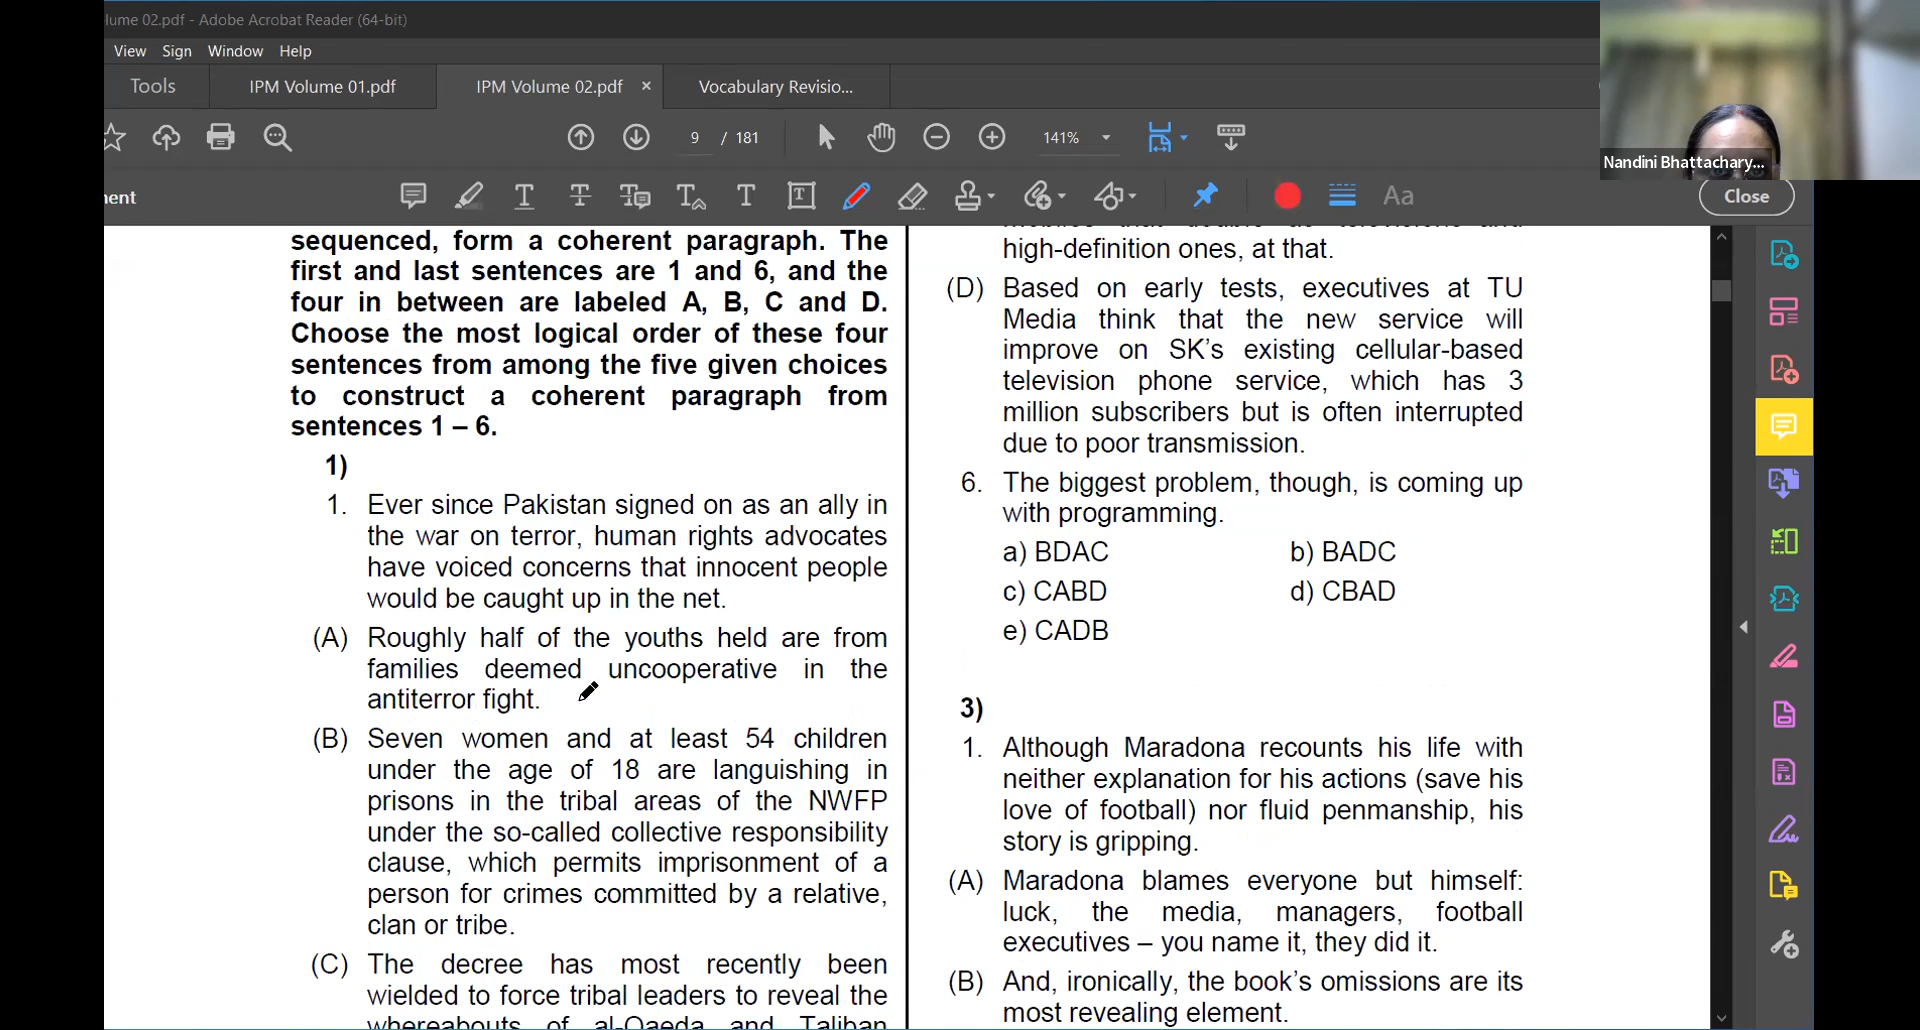 lume 02.pdf - Adobe Acrobat Reader (64-bit)
View Sign Window Help
Tools IPM Volume 01.pdf IPM Volume 02.pdf × Vocabulary Revisio...
9 / 181 141%
Nandini Bhattachary...
ent Aa Close
sequenced, form a coherent paragraph. The
first and last sentences are 1 and 6, and the
four in between are labeled A, B, C and D.
Choose the most logical order of these four
sentences from among the five given choices
to construct a coherent paragraph from
sentences 1 – 6.
1)
1. Ever since Pakistan signed on as an ally in
the war on terror, human rights advocates
have voiced concerns that innocent people
would be caught up in the net.
(A) Roughly half of the youths held are from
families deemed uncooperative in the
antiterror fight.
(B) Seven women and at least 54 children
under the age of 18 are languishing in
prisons in the tribal areas of the NWFP
under the so-called collective responsibility
clause, which permits imprisonment of a
person for crimes committed by a relative,
clan or tribe.
(C) The decree has most recently been
wielded to force tribal leaders to reveal the
whereabouts of al-Qaeda and Taliban
high-definition ones, at that.
(D) Based on early tests, executives at TU
Media think that the new service will
improve on SK's existing cellular-based
television phone service, which has 3
million subscribers but is often interrupted
due to poor transmission.
6. The biggest problem, though, is coming up
with programming.
a) BDAC b) BADC
c) CABD d) CBAD
e) CADB
3)
1. Although Maradona recounts his life with
neither explanation for his actions (save his
love of football) nor fluid penmanship, his
story is gripping.
(A) Maradona blames everyone but himself:
luck, the media, managers, football
executives – you name it, they did it.
(B) And, ironically, the book's omissions are its
most revealing element.